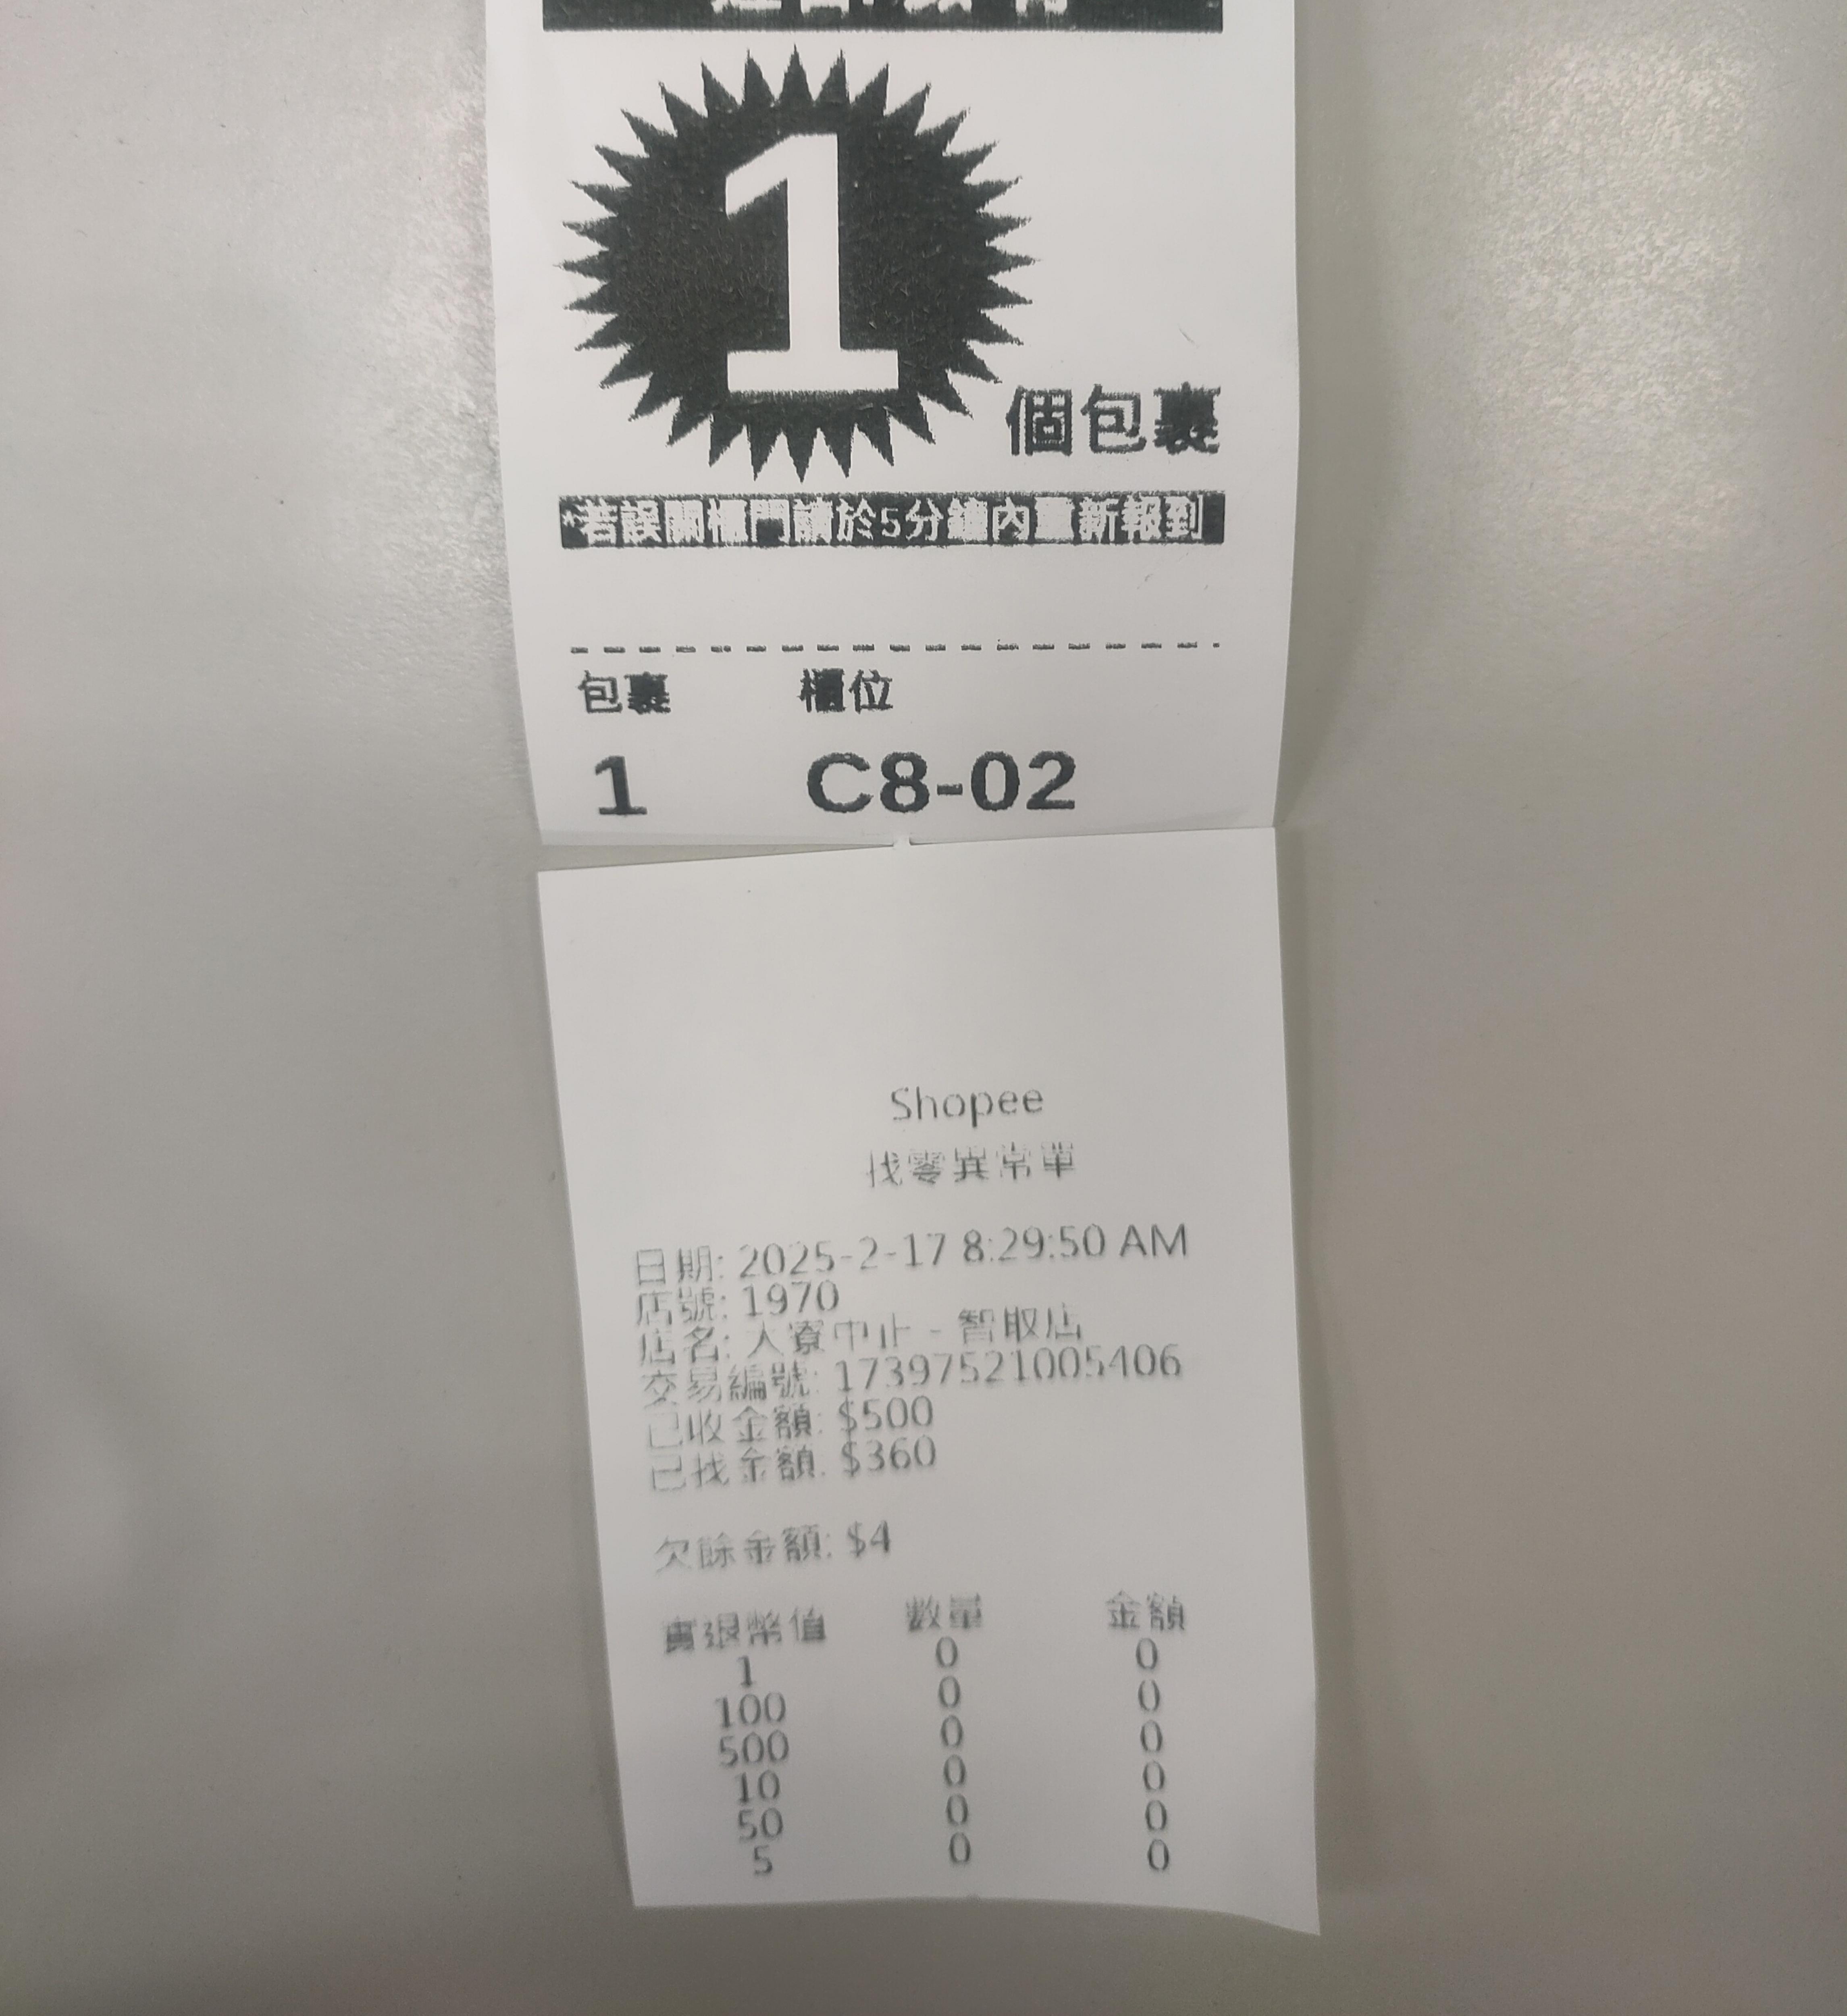 1
個包裹
*若誤關櫃門請於5分鐘內重新報到
包裹 櫃位
1 C8-02
Shopee
找零異常單
日期: 2025-2-17 8:29:50 AM
店號: 1970
店名: 大寮中正 - 智取店
交易編號: 17397521005406
已收金額: $500
已找金額: $360
欠餘金額: $4
實退幣值 數量 金額
1 0 0
100 0 0
500 0 0
10 0 0
50 0 0
5 0 0